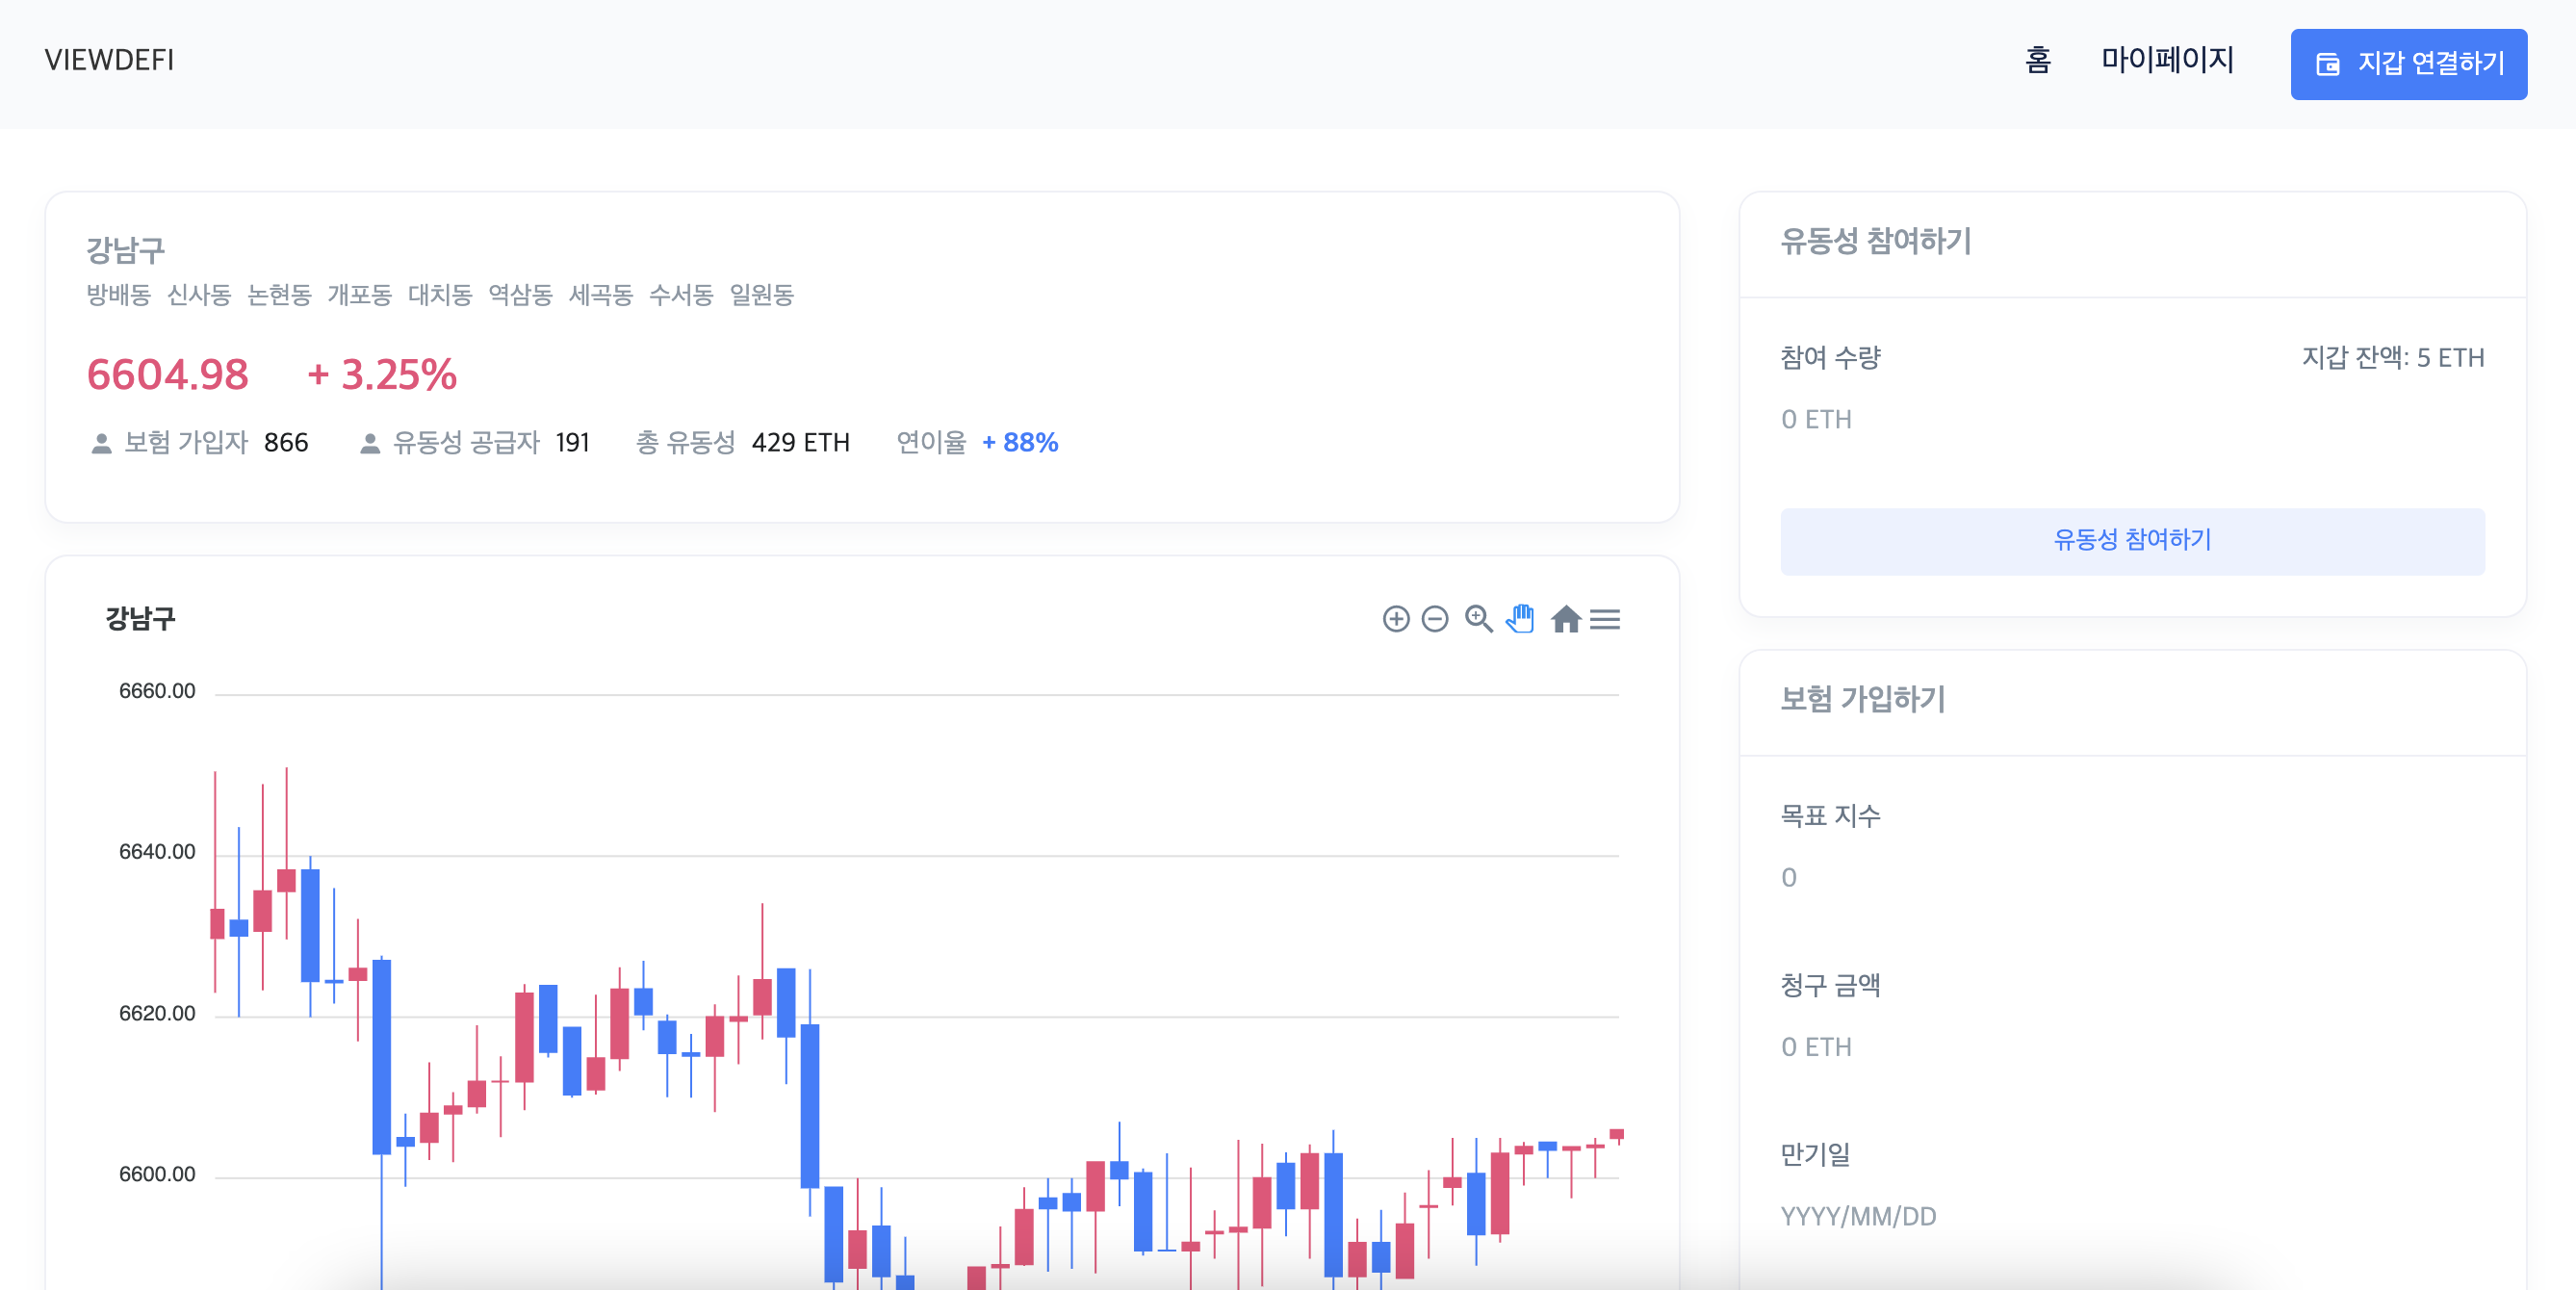 VIEWDEFI
홈 마이페이지 지갑 연결하기
강남구
방배동 신사동 논현동 개포동 대치동 역삼동 세곡동 수서동 일원동
6604.98 + 3.25%
보험 가입자 866 유동성 공급자 191 총 유동성 429 ETH 연이율 + 88%
강남구
6660.00
6640.00
6620.00
6600.00
유동성 참여하기
참여 수량 지갑 잔액: 5 ETH
0 ETH
유동성 참여하기
보험 가입하기
목표 지수
0
청구 금액
0 ETH
만기일
YYYY/MM/DD